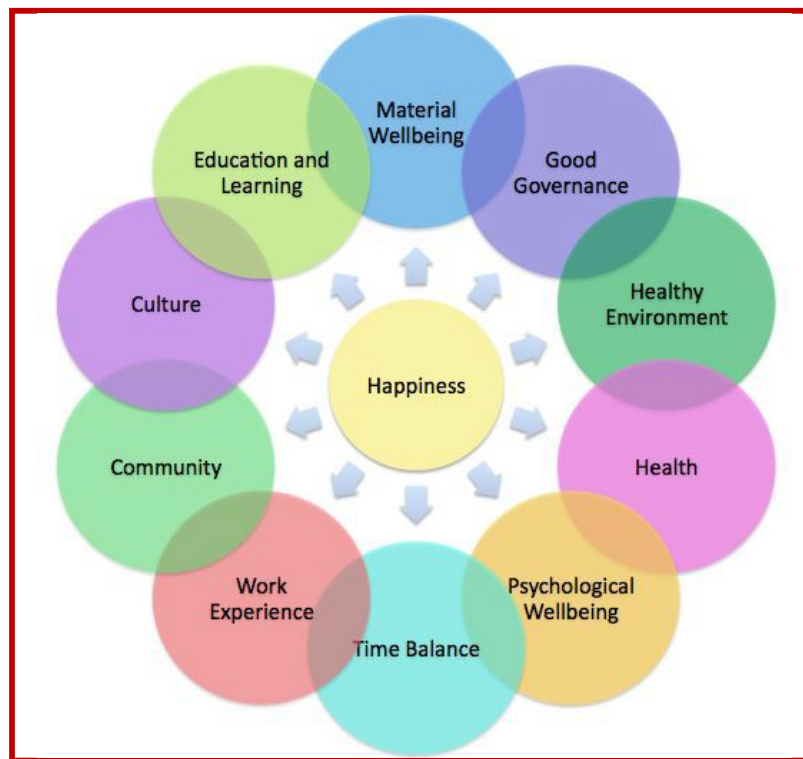 Material
Wellbeing
Good
Governance
Healthy
Environment
Health
Psychological
Wellbeing
Time Balance
Work
Experience
Community
Culture
Education and
Learning
Happiness